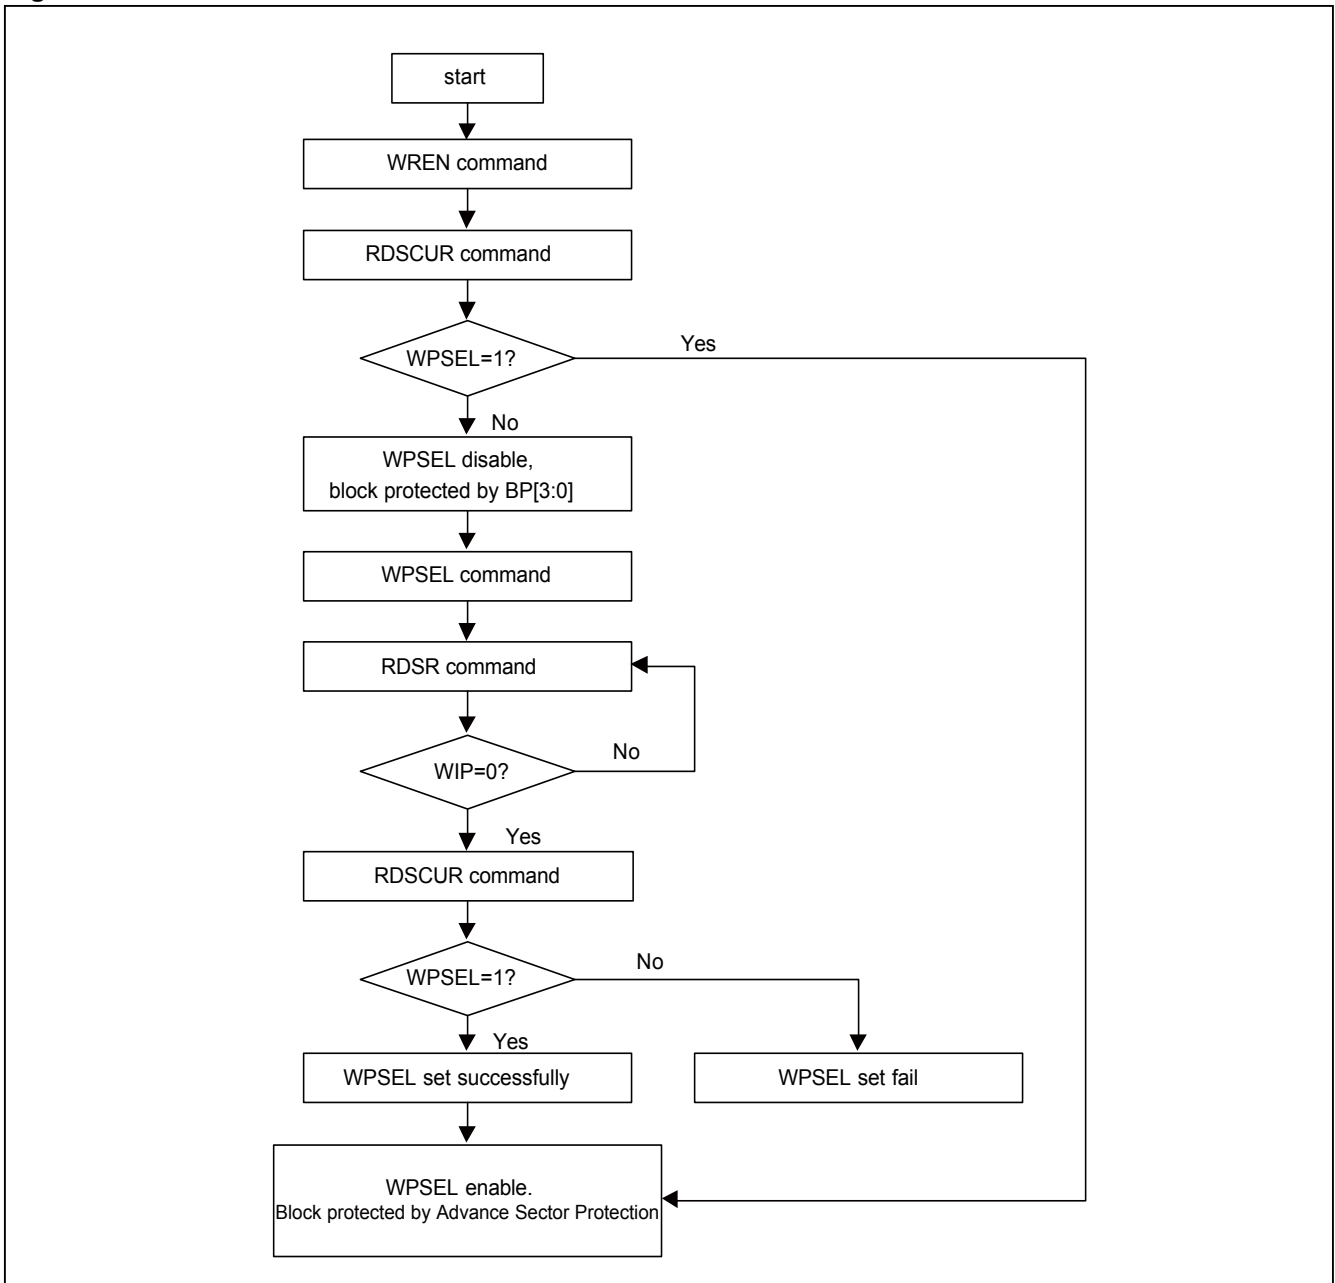 start
WREN command
RDSCUR command
WPSEL=1?
Yes
No
WPSEL disable,
block protected by BP[3:0]
WPSEL command
RDSR command
WIP=0?
No
Yes
RDSCUR command
WPSEL=1?
No
Yes
WPSEL set successfully
WPSEL set fail
WPSEL enable.
Block protected by Advance Sector Protection